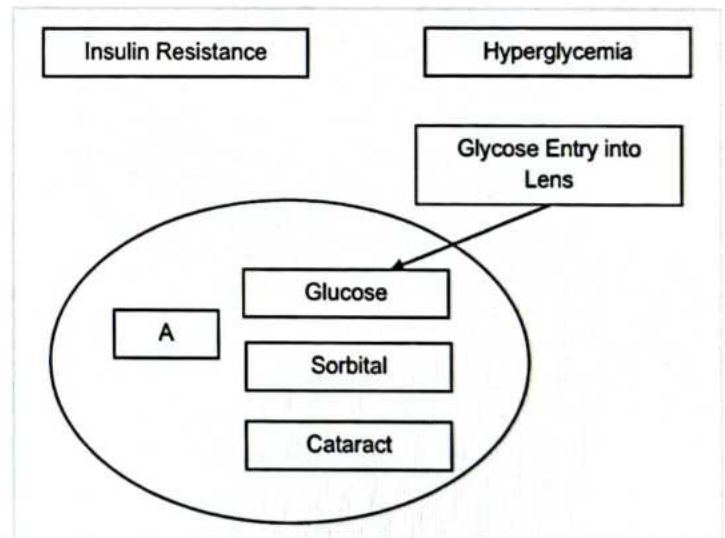 Insulin Resistance
Hyperglycemia
Glycose Entry into
Lens
Glucose
A
Sorbital
Cataract